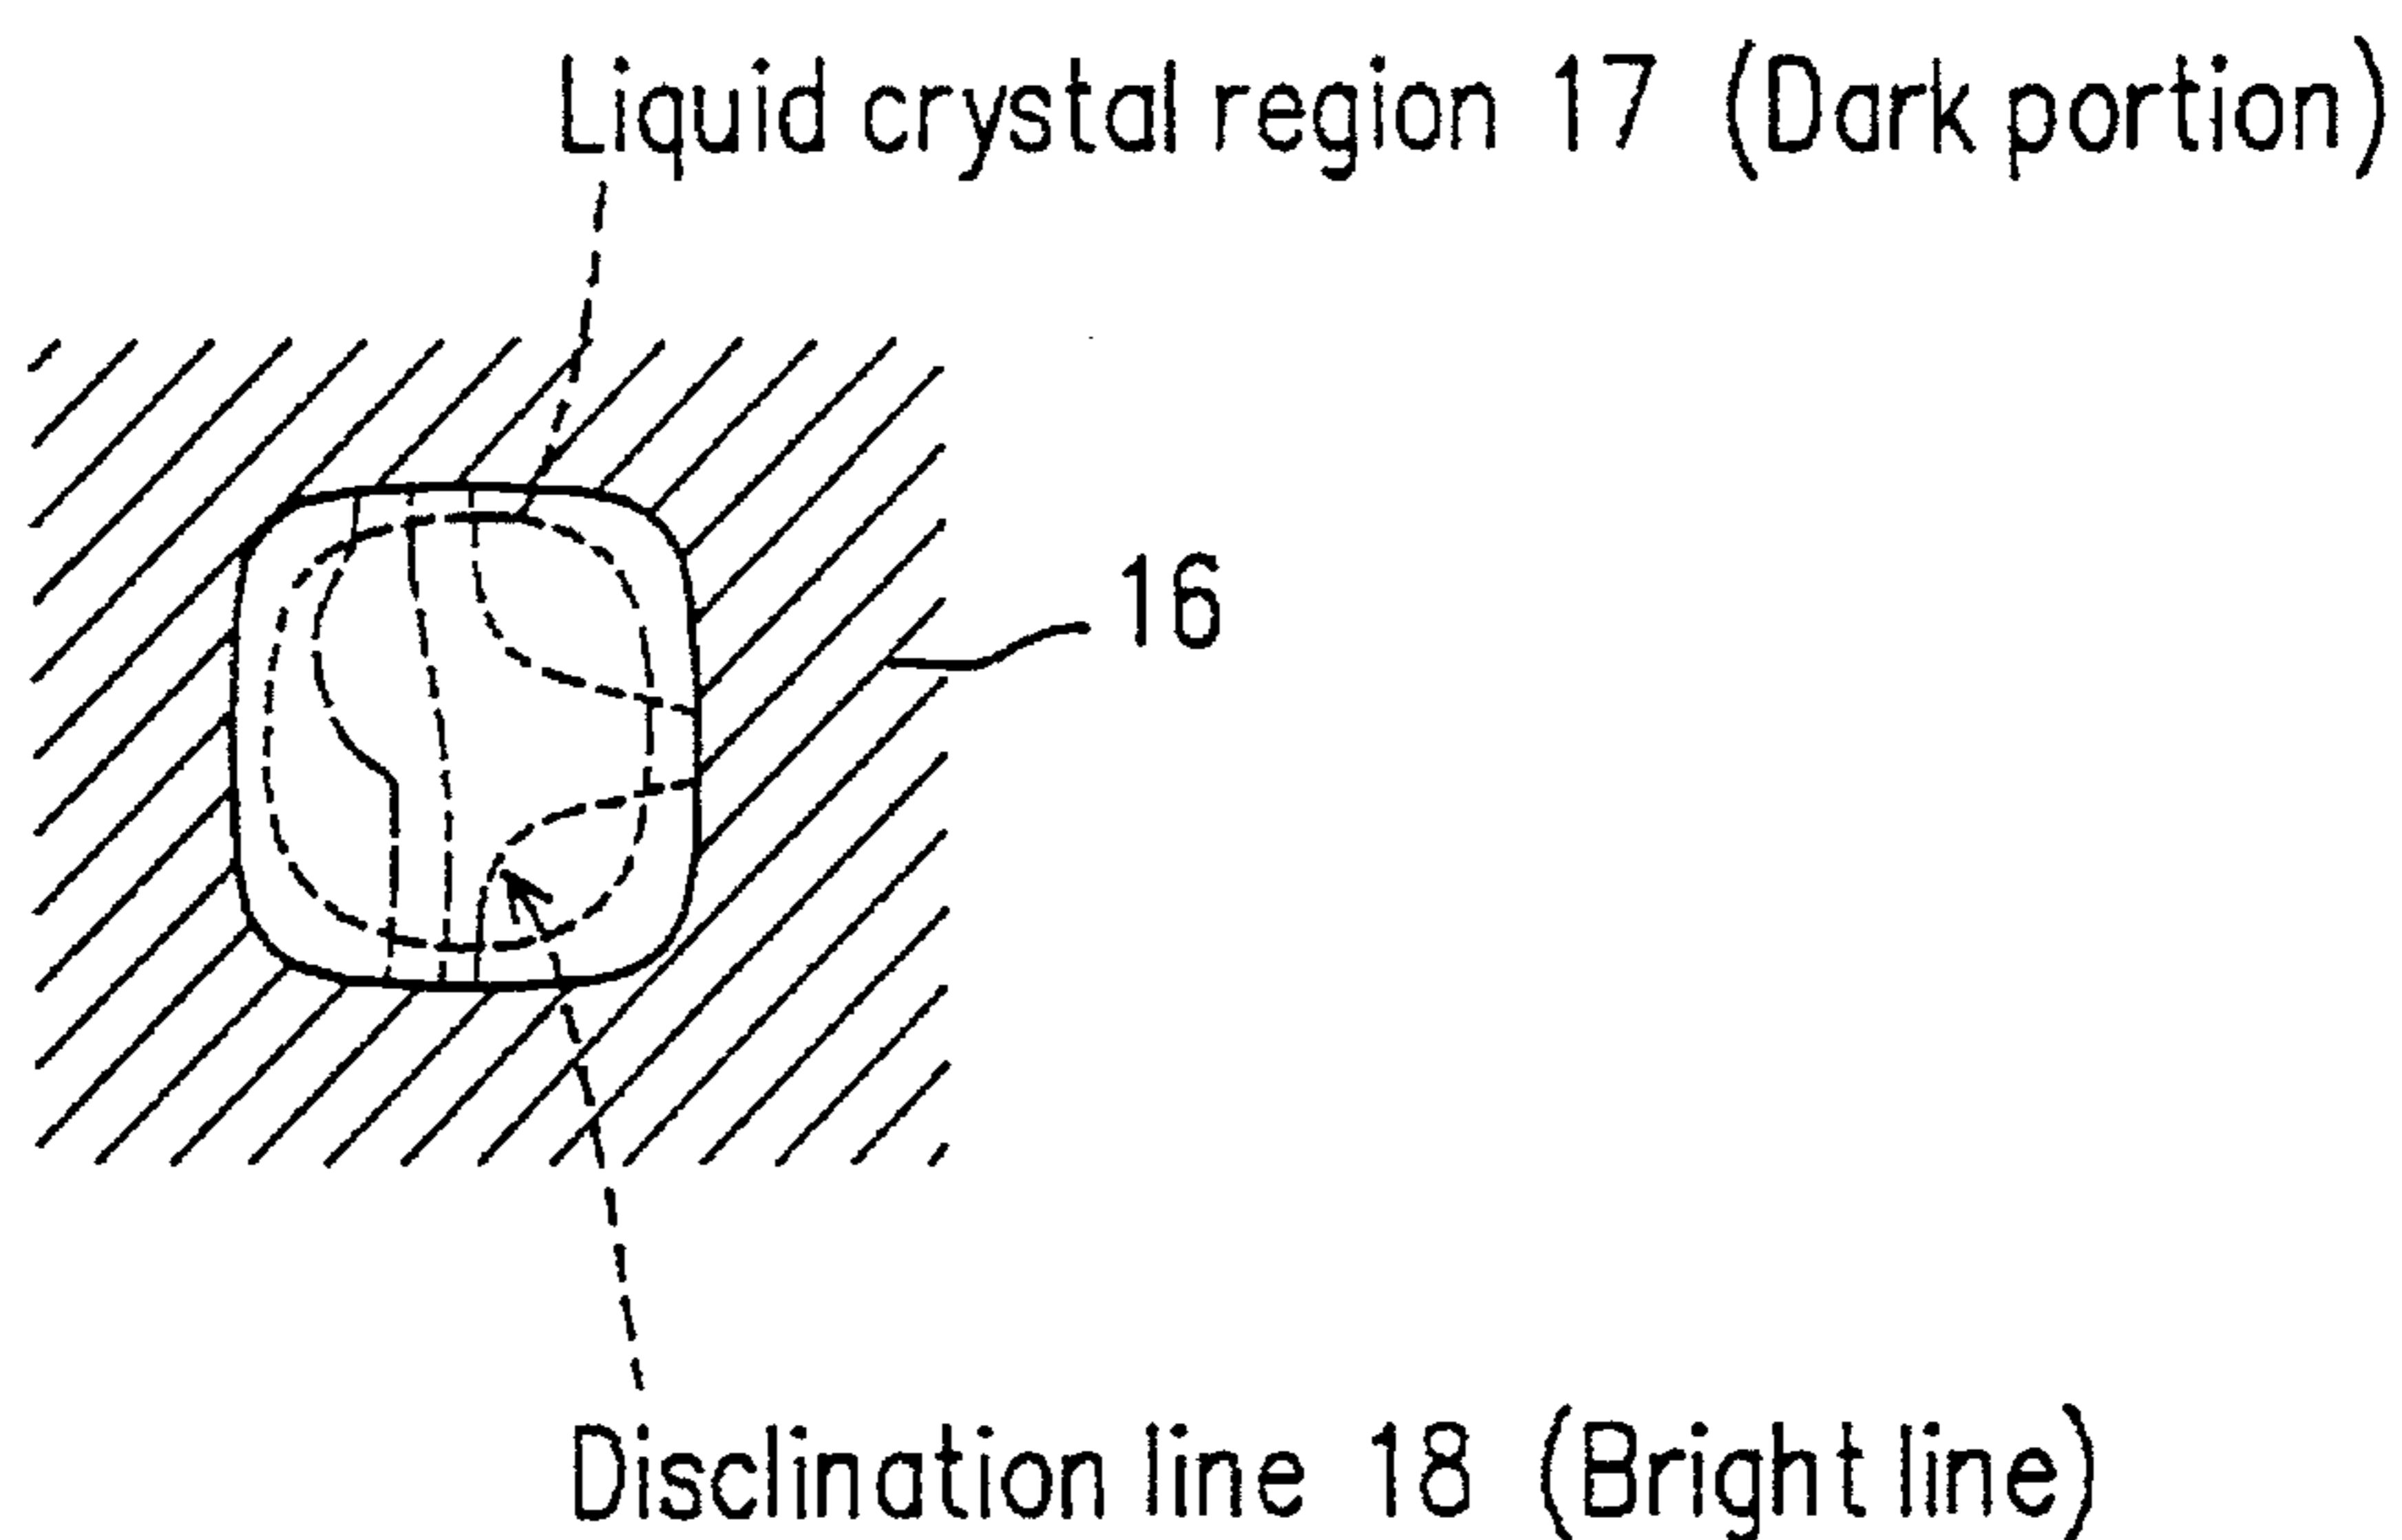 Liquid crystal region 17 (Dark portion)
16
Disclination line 18 (Bright line)